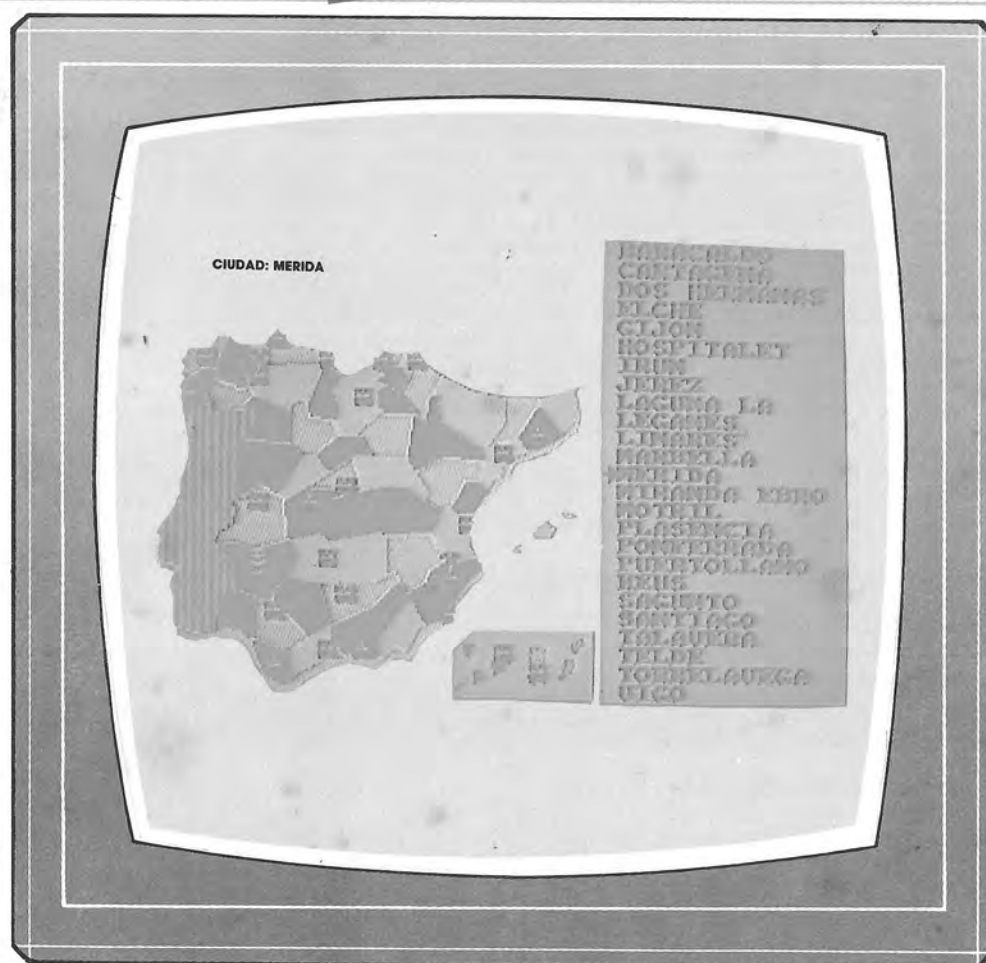 CIUDAD: MERIDA
BARACALDO
CARTAGENA
DOS HERMANAS
ELCHE
GIJON
HOSPITALET
IRUN
JEREZ
LAGUNA LA
LEGANES
LINARES
MARBELLA
MERIDA
MIRANDA EBRO
MOTRIL
PLASENCIA
PONFERRADA
PUERTOLLANO
REUS
SAGUNTO
SANTIAGO
TALAVERA
TELDE
TORRELAVEGA
VIGO